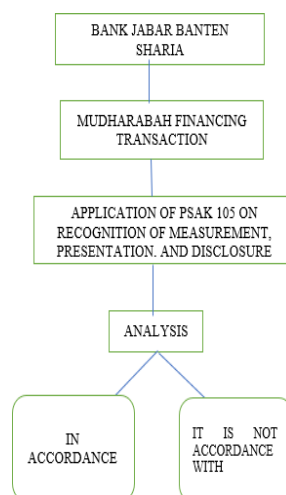 BANK JABAR BANTEN
SHARIA
MUDHARABAH FINANCING
TRANSACTION
APPLICATION OF PSAK 105 ON
RECOGNITION OF MEASUREMENT,
PRESENTATION. AND DISCLOSURE
ANALYSIS
IN
ACCORDANCE
IT IS NOT
ACCORDANCE
WITH